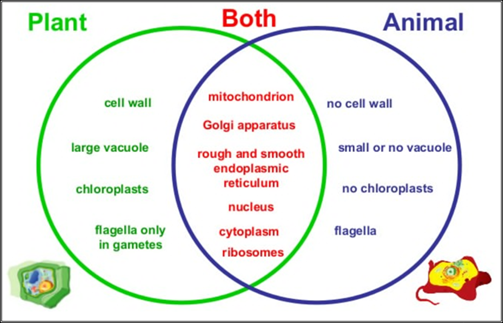 Plant
Both
Animal
cell wall
large vacuole
chloroplasts
flagella only
in gametes
mitochondrion
Golgi apparatus
rough and smooth
endoplasmic
reticulum
nucleus
cytoplasm
ribosomes
no cell wall
small or no vacuole
no chloroplasts
flagella